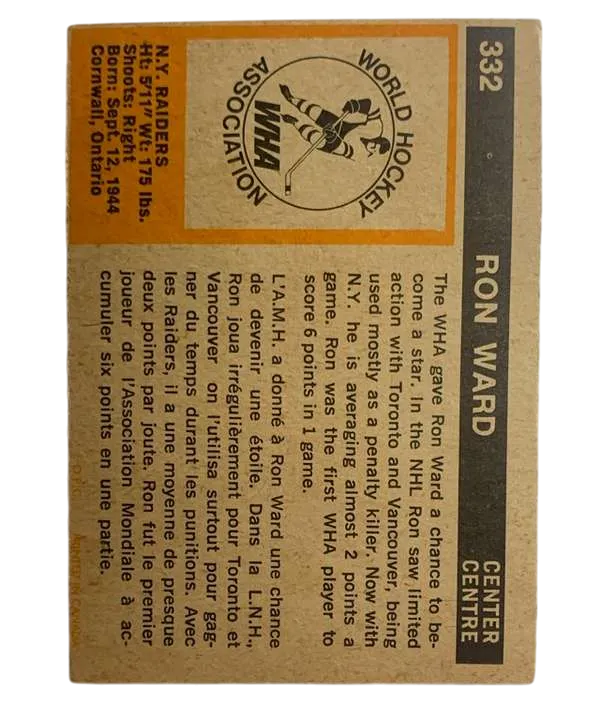 332
RON WARD
CENTER
CENTRE
WORLD HOCKEY
ASSOCIATION
WHA
N.Y. RAIDERS
Ht: 5'11" Wt: 175 lbs.
Shoots: Right
Born: Sept. 12, 1944
Cornwall, Ontario
The WHA gave Ron Ward a chance to be-
come a star. In the NHL Ron saw limited
action with Toronto and Vancouver, being
used mostly as a penalty killer. Now with
N.Y. he is averaging almost 2 points a
game. Ron was the first WHA player to
score 6 points in 1 game.
L'A.M.H. a donné à Ron Ward une chance
de devenir une étoile. Dans la L.N.H.,
Ron joua irrégulièrement pour Toronto et
Vancouver on l'utilisa surtout pour gag-
ner du temps durant les punitions. Avec
les Raiders, il a une moyenne de presque
deux points par joute. Ron fut le premier
joueur de l'Association Mondiale à ac-
cumuler six points en une partie.
O.P.C. PRINTED IN CANADA